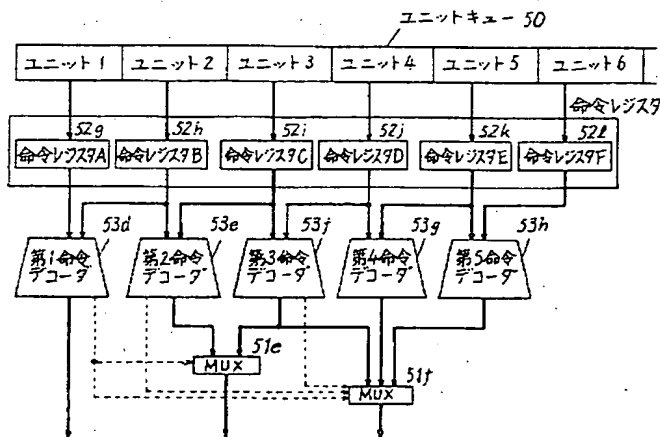 ユニットキュー 50
ユニット1 ユニット2 ユニット3 ユニット4 ユニット5 ユニット6
命令レジスタ
52g 52h 52i 52j 52k 52l
命令レジスタA 命令レジスタB 命令レジスタC 命令レジスタD 命令レジスタE 命令レジスタF
53d 53e 53f 53g 53h
第1命令 第2命令 第3命令 第4命令 第5命令
デコーダ デコーダ デコーダ デコーダ デコーダ
51e
MUX
51f
MUX